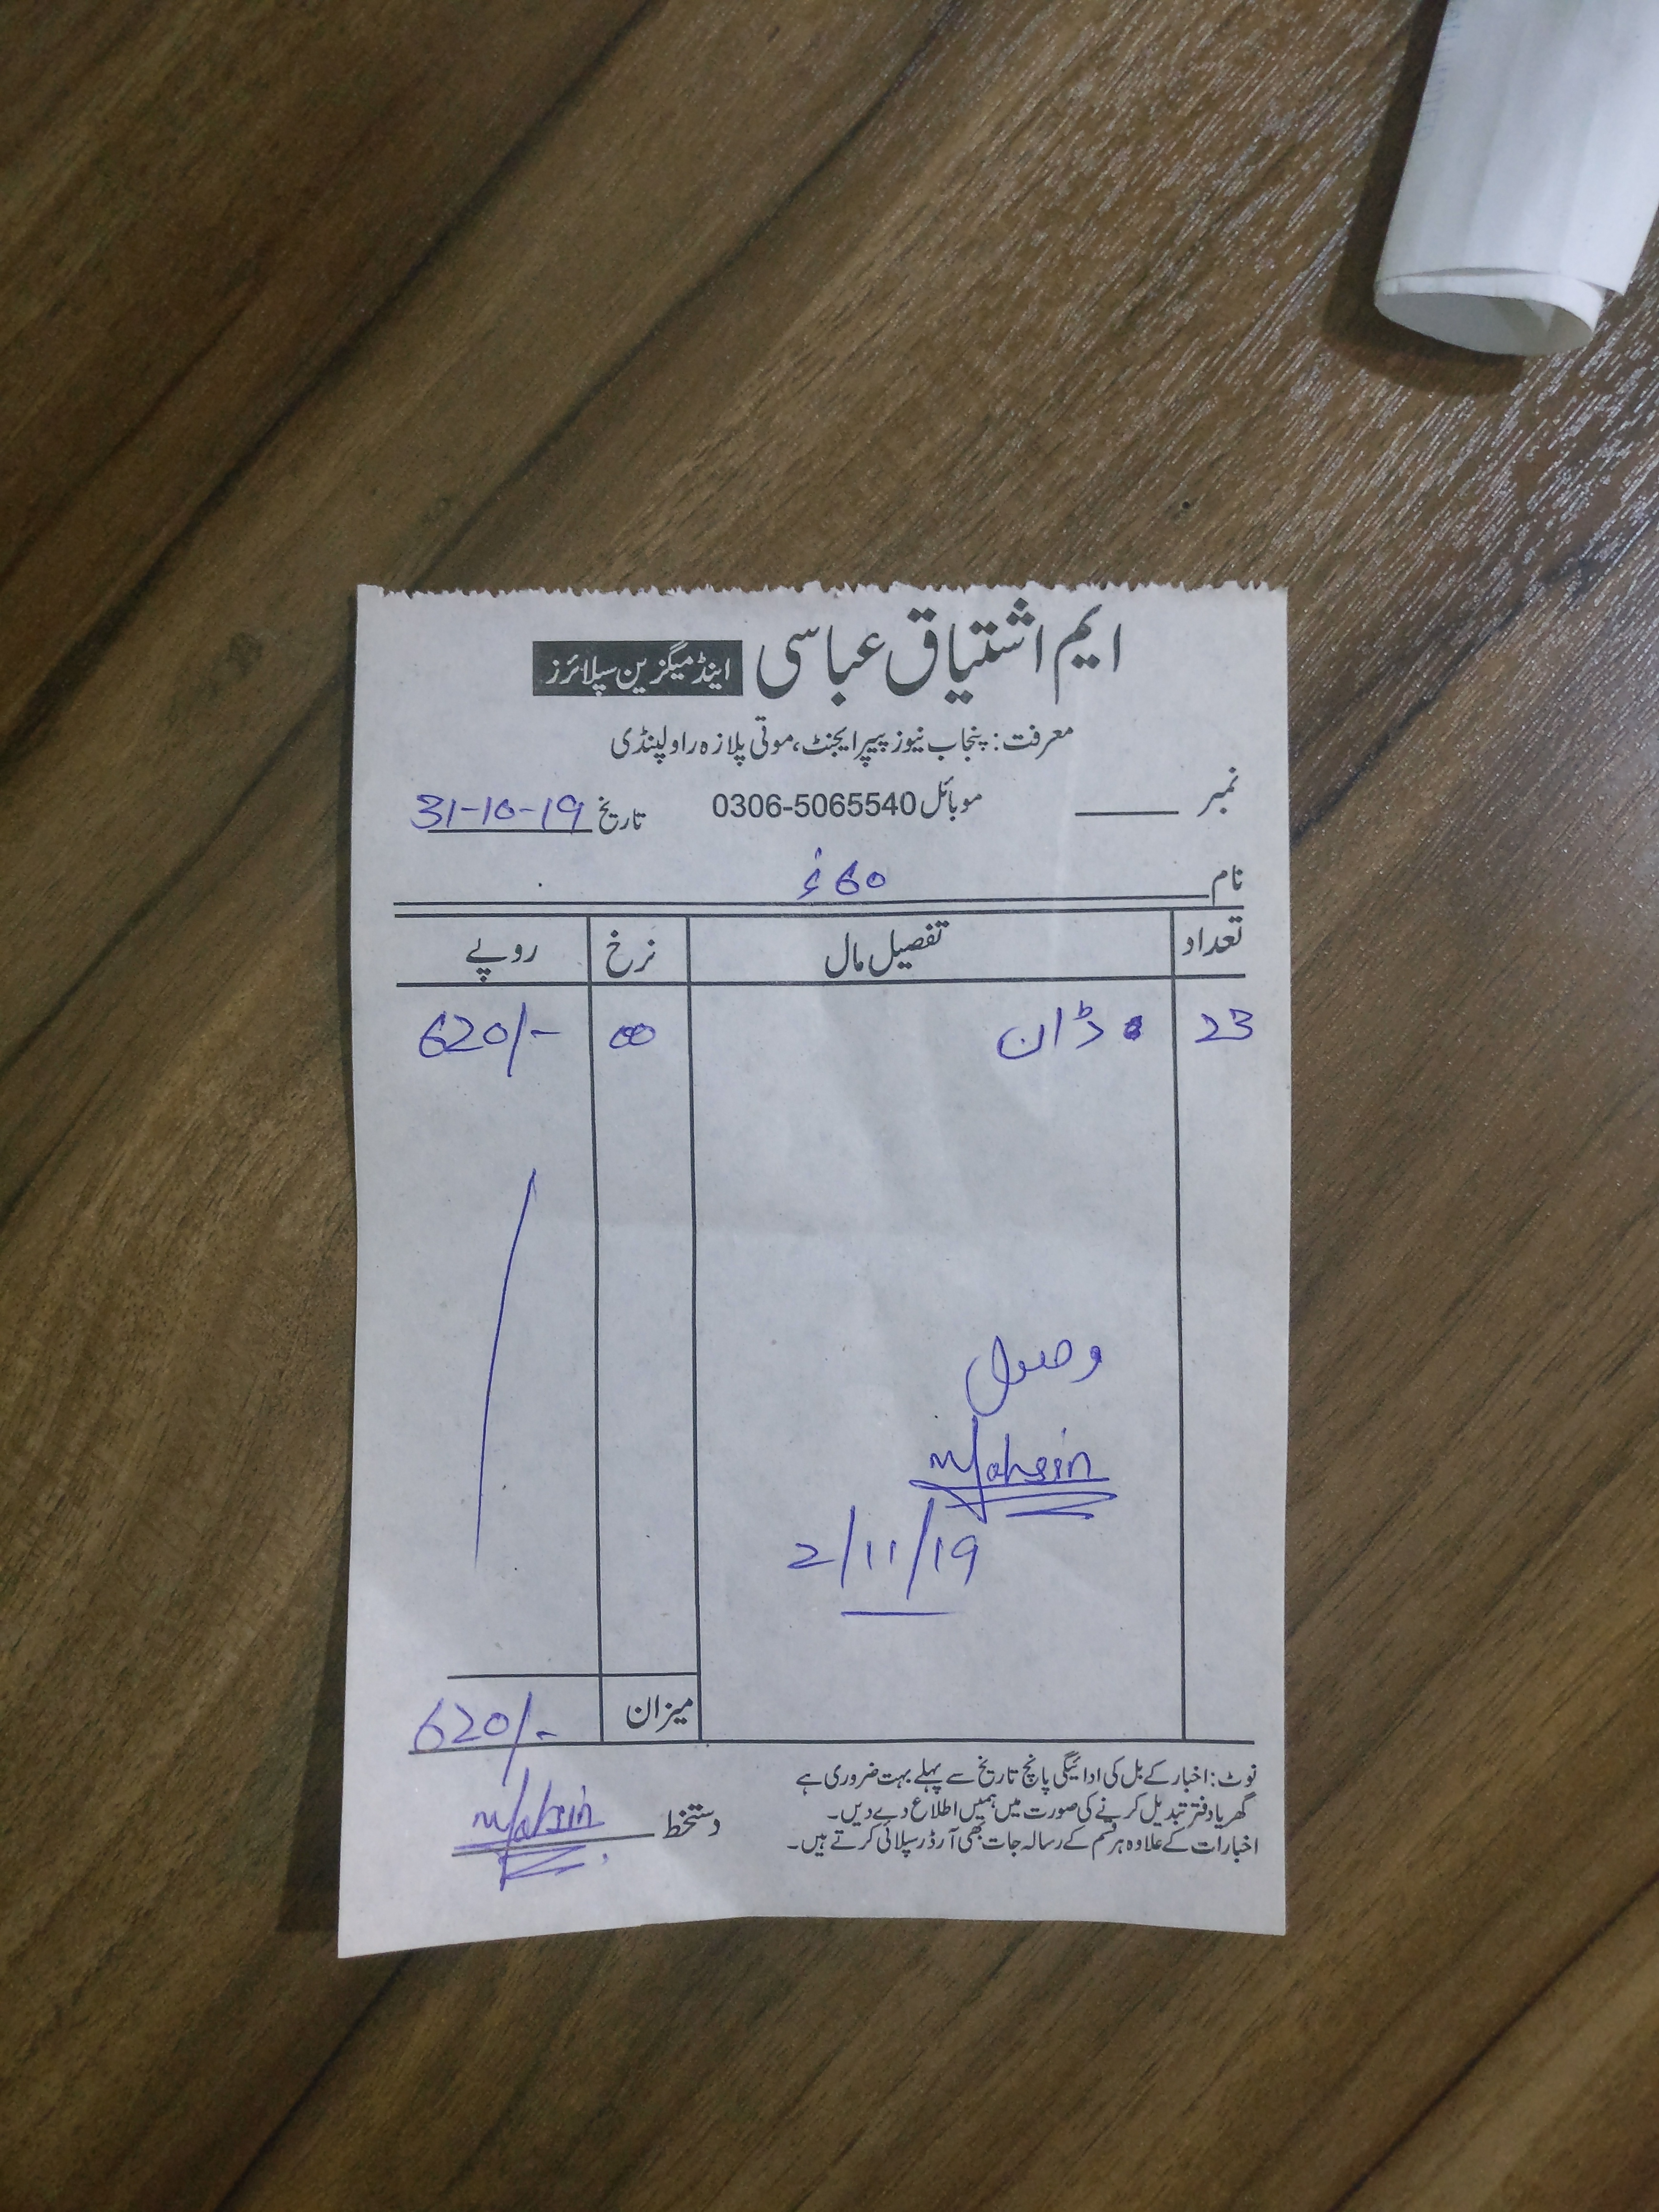 ایم اشتیاق عباسی اینڈ میگزین سپلائرز
معرفت: پنجاب نیوز پیپر ایجنٹ، موتی پلازہ راولپنڈی
نمبر موبائل 0306-5065540 تاریخ 31-10-19
نام 60
تعداد تفصیل مال نرخ روپے
23 ڈان 620/-
وصول
Mohsin
2/11/19
میزان 620/-
نوٹ: اخبار کے بل کی ادائیگی پانچ تاریخ سے پہلے بہت ضروری ہے
گھر یا دفتر تبدیل کرنے کی صورت میں ہمیں اطلاع دے دیں۔
اخبارات کے علاوہ ہر قسم کے رسالہ جات بھی آرڈر سپلائی کرتے ہیں۔
دستخط Mohsin